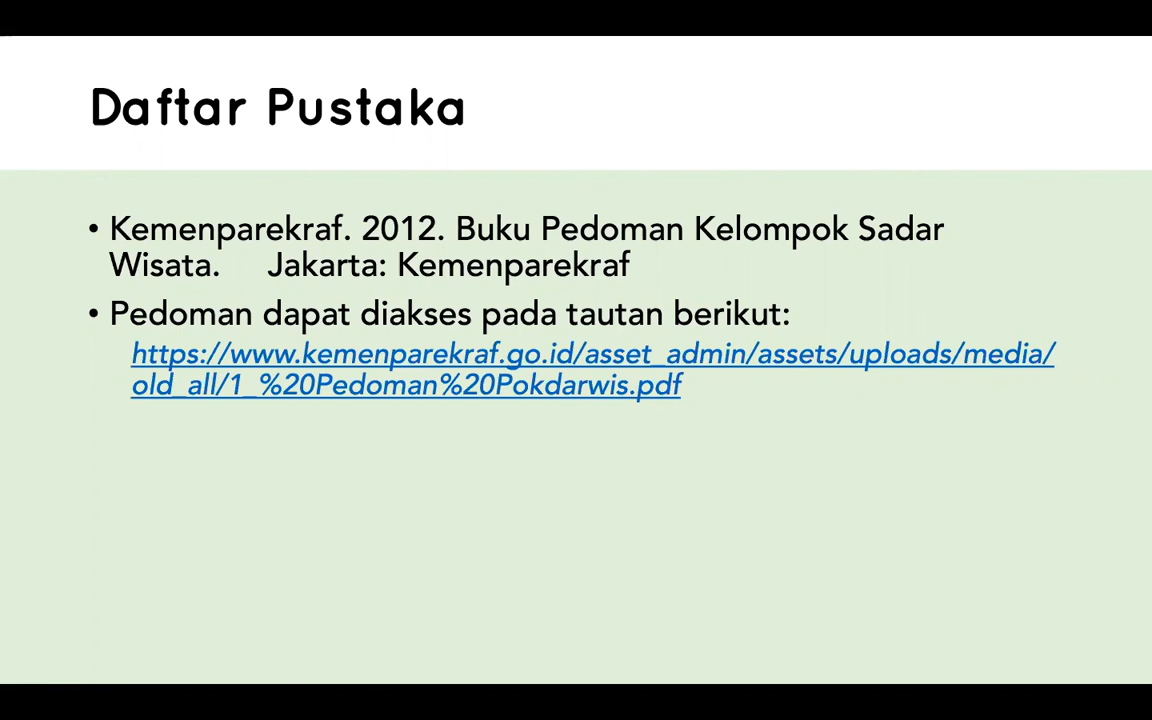 Daftar Pustaka
• Kemenparekraf. 2012. Buku Pedoman Kelompok Sadar
Wisata. Jakarta: Kemenparekraf
• Pedoman dapat diakses pada tautan berikut:
https://www.kemenparekraf.go.id/asset_admin/assets/uploads/media/
old_all/1_%20Pedoman%20Pokdarwis.pdf